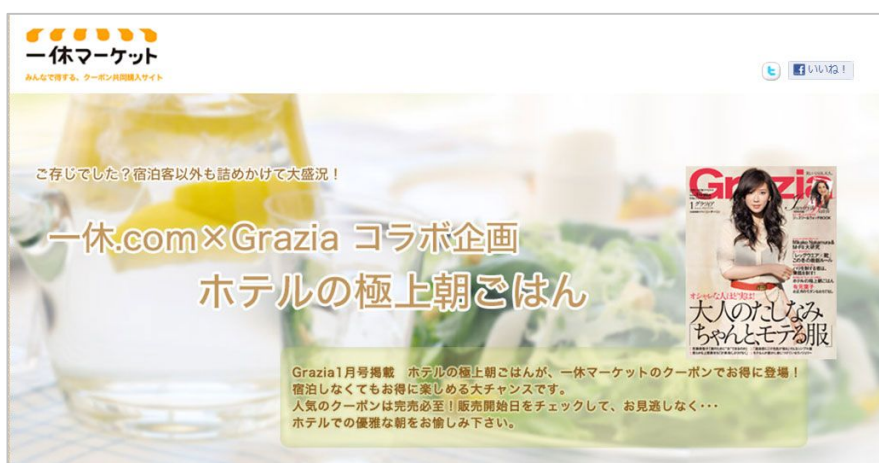 一休マーケット
みんなで得する、クーポン共同購入サイト
いいね！
ご存じでした？宿泊客以外も詰めかけて大盛況！
一休.com×Grazia コラボ企画
ホテルの極上朝ごはん
Grazia
大人のたしなみ
「ちゃんとモテる服」
Grazia1月号掲載　ホテルの極上朝ごはんが、一休マーケットのクーポンでお得に登場！
宿泊しなくてもお得に楽しめる大チャンスです。
人気のクーポンは完売必至！販売開始日をチェックして、お見逃しなく・・・
ホテルでの優雅な朝をお愉しみ下さい。